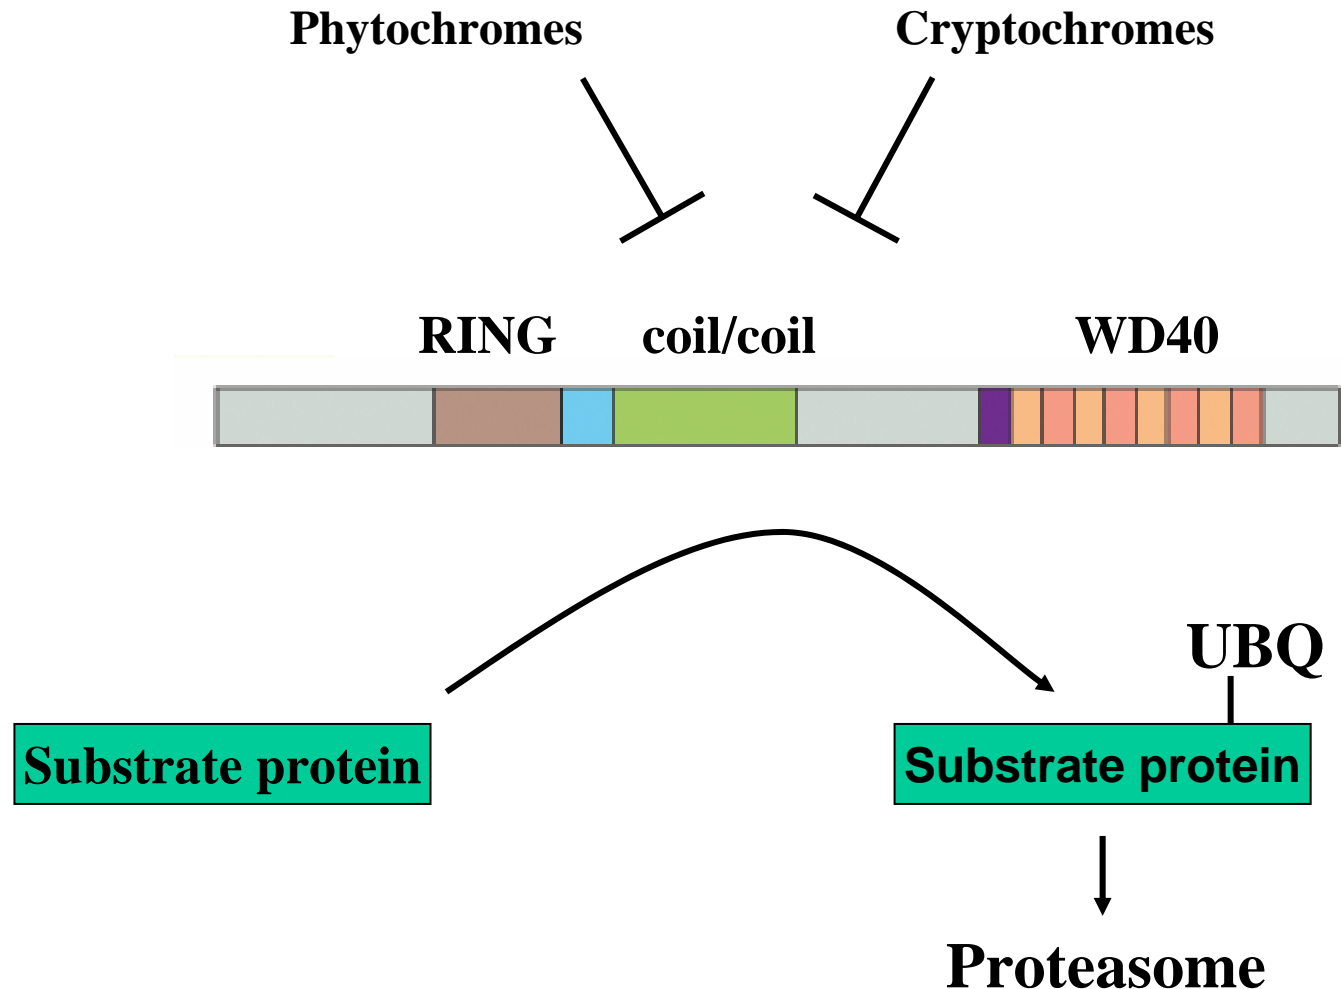 Phytochromes
Cryptochromes
RING
coil/coil
WD40
UBQ
Substrate protein
Substrate protein
Proteasome